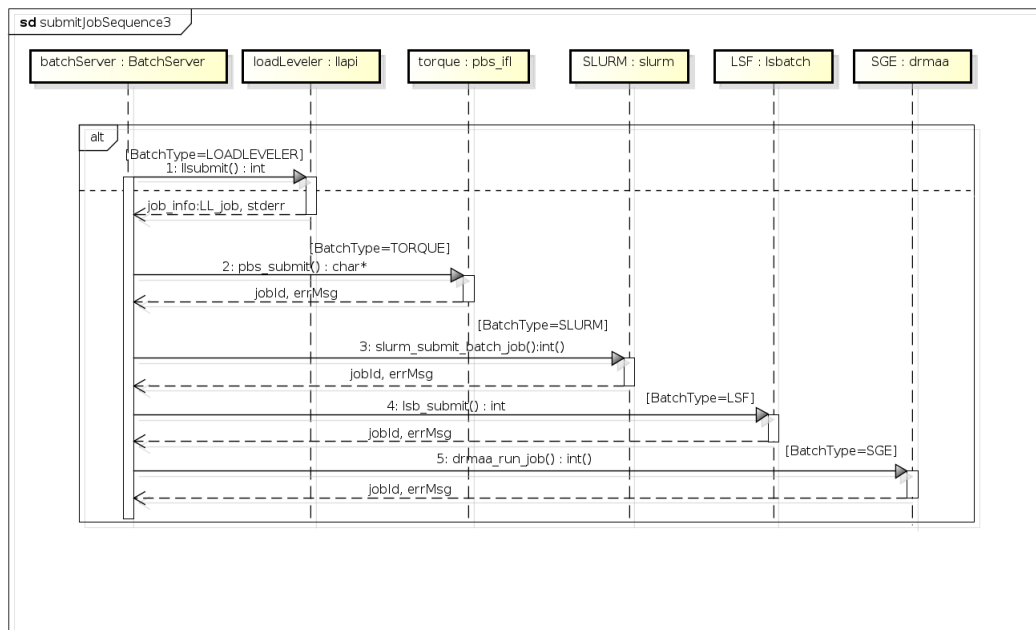 sd submitJobSequence3
batchServer : BatchServer
loadLeveler : llapi
torque : pbs_ifl
SLURM : slurm
LSF : lsbatch
SGE : drmaa
alt
[BatchType=LOADLEVELER]
1: llsubmit() : int
job_info:LL_job, stderr
[BatchType=TORQUE]
2: pbs_submit() : char*
jobId, errMsg
[BatchType=SLURM]
3: slurm_submit_batch_job():int()
jobId, errMsg
[BatchType=LSF]
4: lsb_submit() : int
jobId, errMsg
[BatchType=SGE]
5: drmaa_run_job() : int()
jobId, errMsg